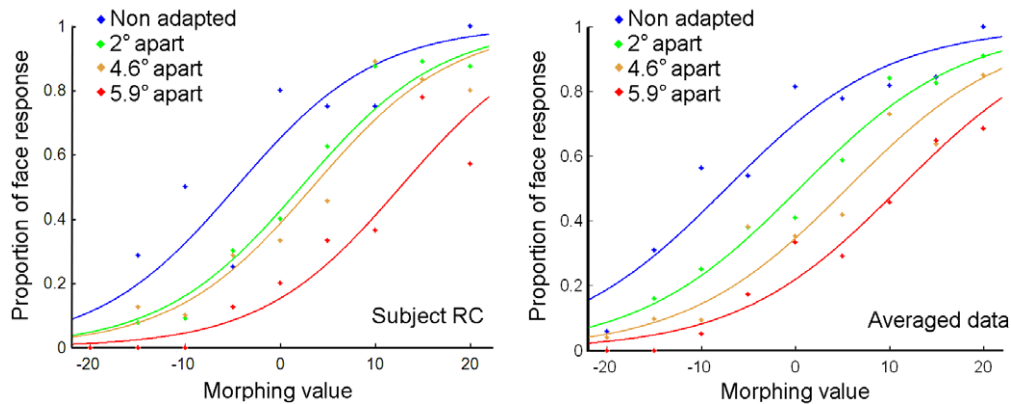 Proportion of face response
1
0.8
0.6
0.4
0.2
0
-20
-10
0
10
20
Morphing value
Non adapted
2° apart
4.6° apart
5.9° apart
Subject RC
Proportion of face response
1
0.8
0.6
0.4
0.2
0
-20
-10
0
10
20
Morphing value
Non adapted
2° apart
4.6° apart
5.9° apart
Averaged data